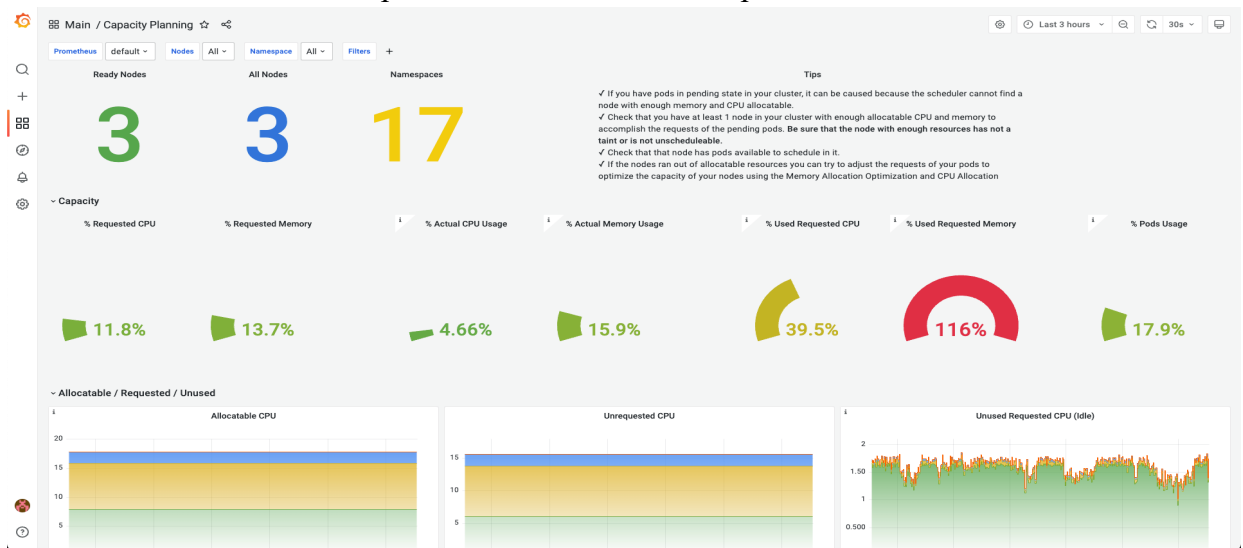 Main / Capacity Planning
Last 3 hours
30s
Prometheus default Nodes All Namespace All Filters +
Ready Nodes
All Nodes
Namespaces
Tips
3
3
17
✓ If you have pods in pending state in your cluster, it can be caused because the scheduler cannot find a
node with enough memory and CPU allocatable.
✓ Check that you have at least 1 node in your cluster with enough allocatable CPU and memory to
accomplish the requests of the pending pods. Be sure that the node with enough resources has not a
taint or is not unscheduleable.
✓ Check that that node has pods available to schedule in it.
✓ If the nodes ran out of allocatable resources you can try to adjust the requests of your pods to
optimize the capacity of your nodes using the Memory Allocation Optimization and CPU Allocation
Capacity
% Requested CPU
% Requested Memory
i % Actual CPU Usage
i % Actual Memory Usage
i % Used Requested CPU
i % Used Requested Memory
i % Pods Usage
11.8%
13.7%
4.66%
15.9%
39.5%
116%
17.9%
Allocatable / Requested / Unused
i Allocatable CPU
20
15
10
5
Unrequested CPU
15
10
5
i Unused Requested CPU (Idle)
2
1.50
1
0.500